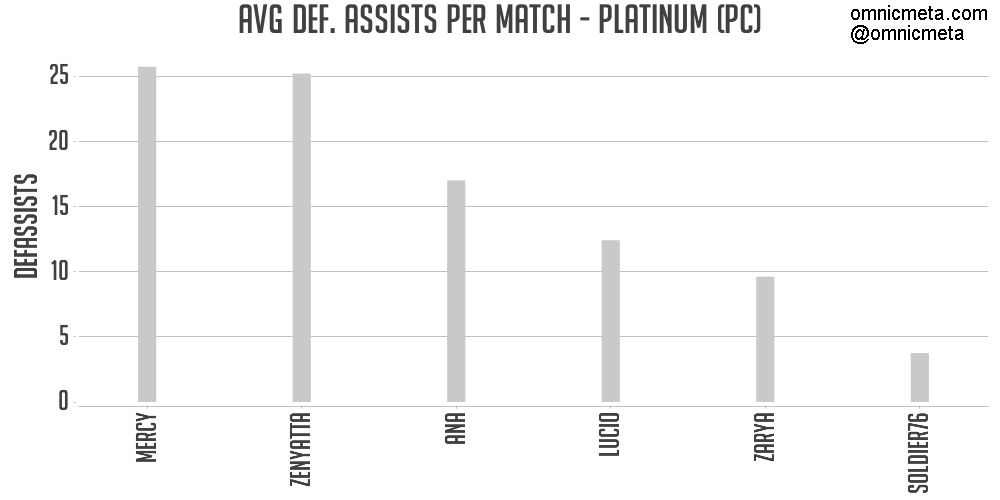 AVG DEF. ASSISTS PER MATCH - PLATINUM (PC)
omnicmeta.com
@omnicmeta
DEFASSISTS
25
20
15
10
5
0
MERCY
ZENYATTA
ANA
LUCIO
ZARYA
SOLDIER76